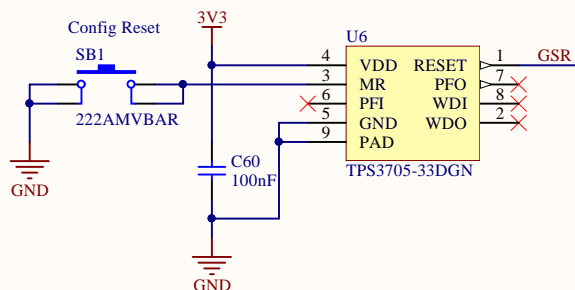 Config Reset
SB1
222AMVBAR
GND
3V3
C60
100nF
GND
U6
4 VDD RESET 1 GSR
3 MR PFO 7
6 PFI WDI 8
5 GND WDO 2
9 PAD
TPS3705-33DGN